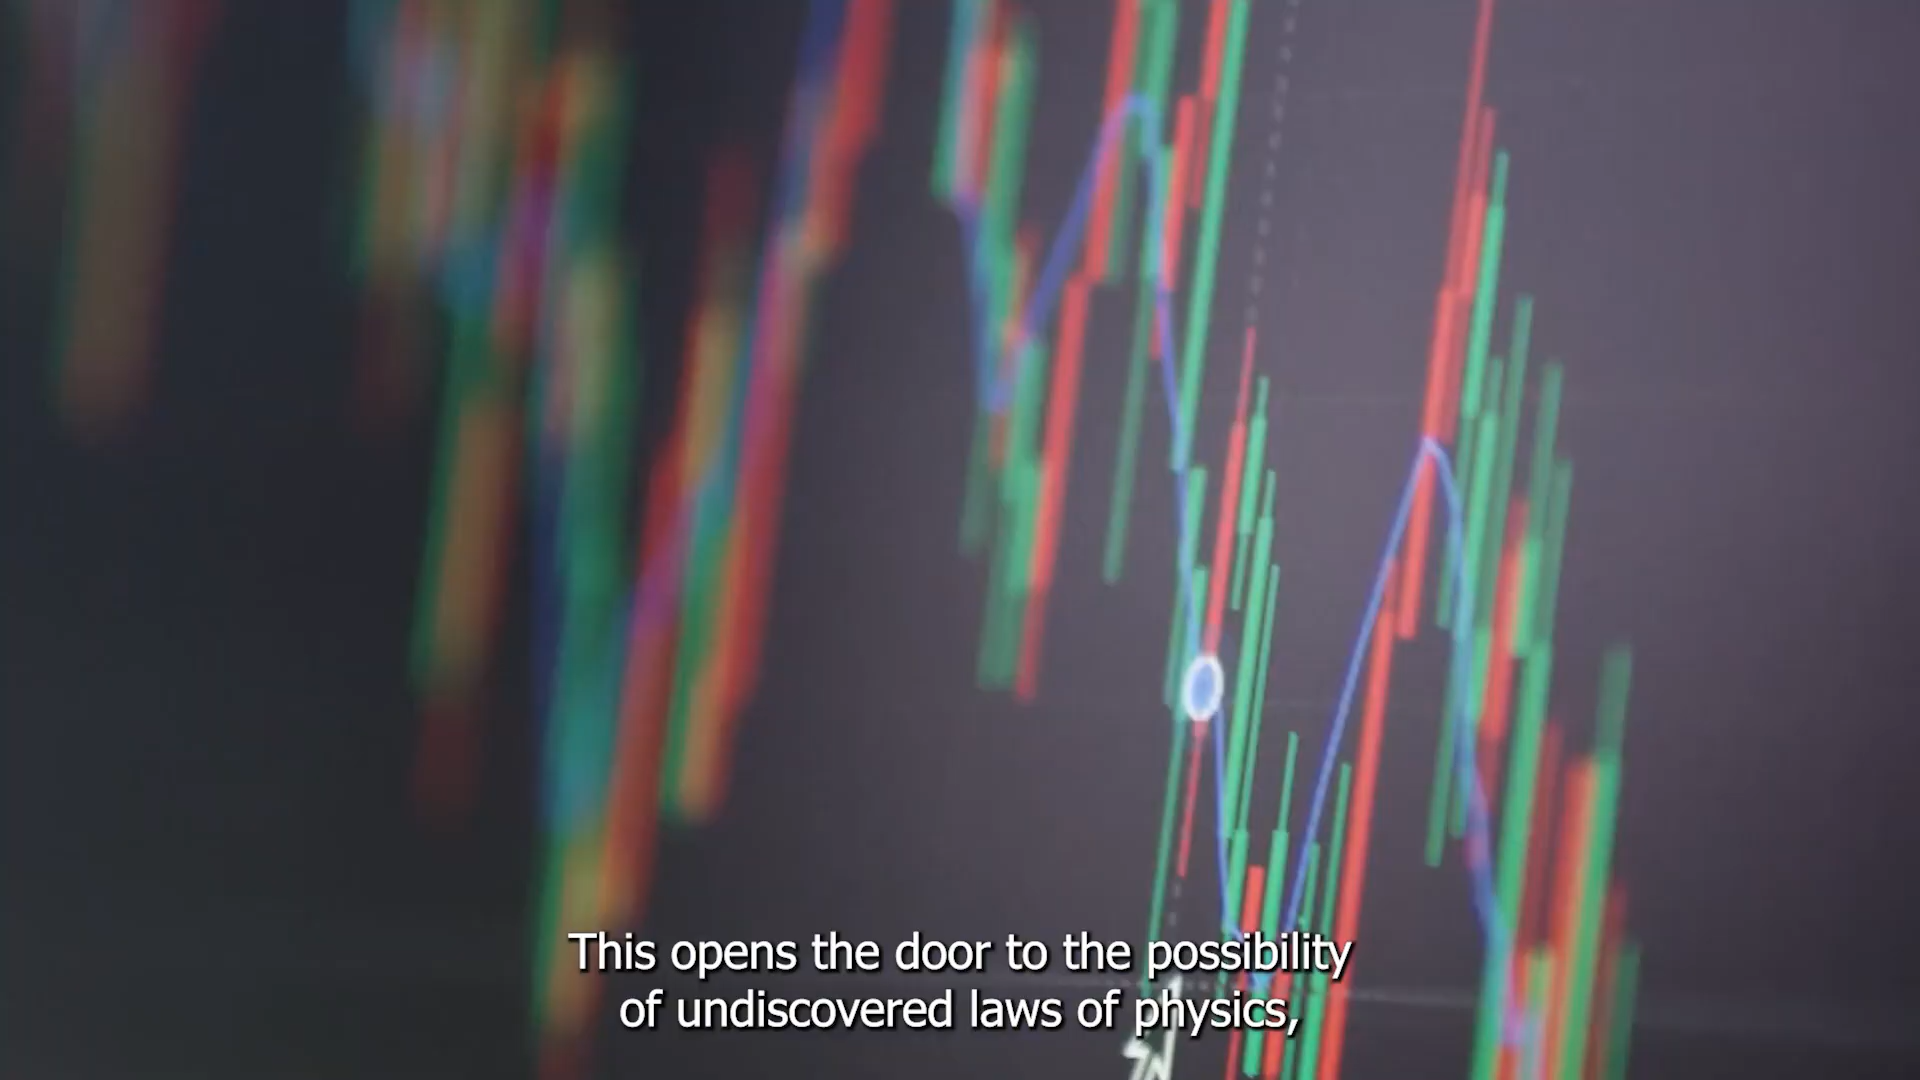 This opens the door to the possibility
of undiscovered laws of physics,